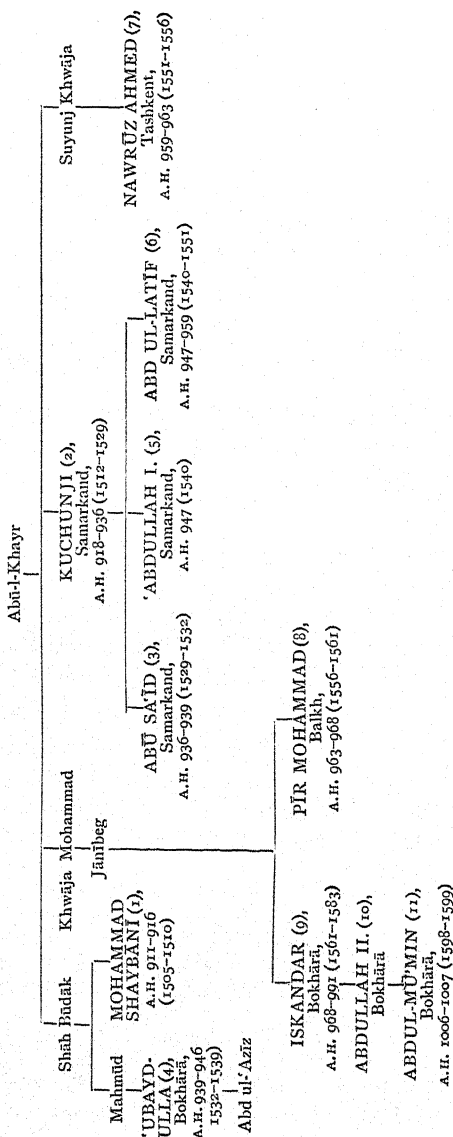 Abū-l-Khayr
Shāh Būdāk
Khwāja Mohammad
KUCHUNJI (2),
Samarkand,
A.H. 918–936 (1512–1529)
Suyunj Khwāja
Mahmūd
MOHAMMAD
SHAYBĀNĪ (1),
A.H. 911–916
(1505–1510)
Jānībeg
ABŪ SA'ĪD (3),
Samarkand,
A.H. 936–939 (1529–1532)
'ABDULLAH I. (5),
Samarkand,
A.H. 947 (1540)
ABD UL-LATĪF (6),
Samarkand,
A.H. 947–959 (1540–1551)
NAWRŪZ AHMED (7),
Tashkent,
A.H. 959–963 (1551–1556)
'UBAYD-
ULLA (4),
Bokhārā,
A.H. 939–946
1532–1539)
Abd ul-'Azīz
ISKANDAR (9),
Bokhārā,
A.H. 968–991 (1561–1583)
PĪR MOHAMMAD (8),
Balkh,
A.H. 963–968 (1556–1561)
ABDULLAH II. (10),
Bokhārā
ABDUL-MŪ'MIN (11),
Bokhārā,
A.H. 1006–1007 (1598–1599)